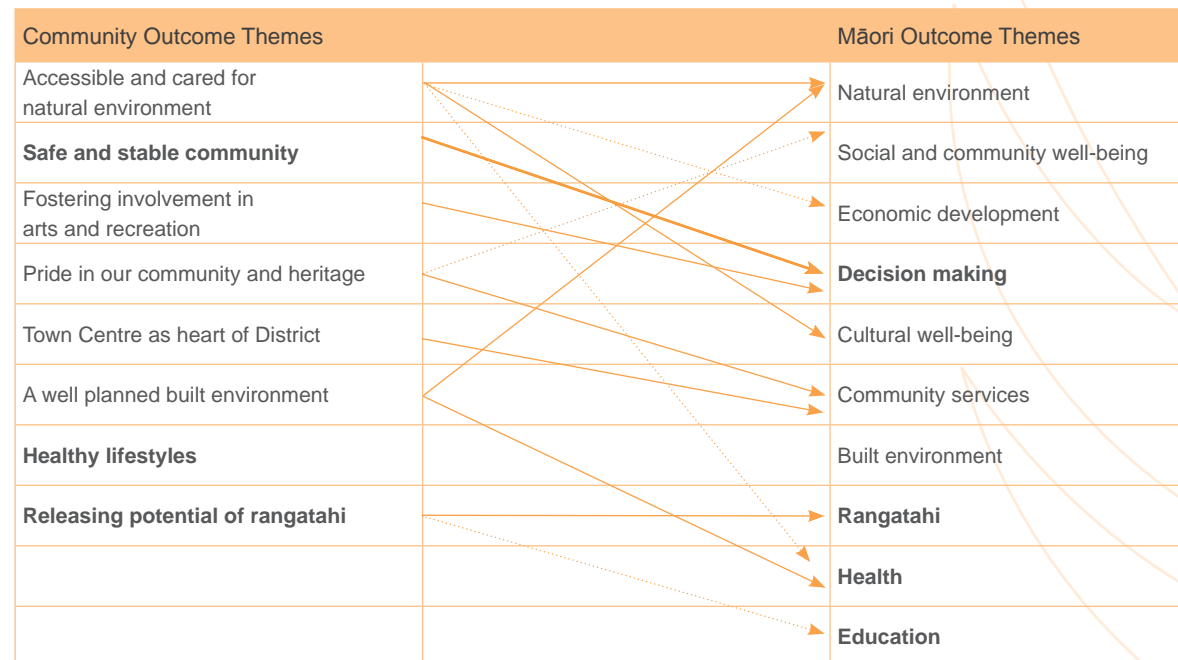 Community Outcome Themes
Māori Outcome Themes
Accessible and cared for
natural environment
Natural environment
Safe and stable community
Social and community well-being
Fostering involvement in
arts and recreation
Economic development
Pride in our community and heritage
Decision making
Town Centre as heart of District
Cultural well-being
A well planned built environment
Community services
Healthy lifestyles
Built environment
Releasing potential of rangatahi
Rangatahi
Health
Education